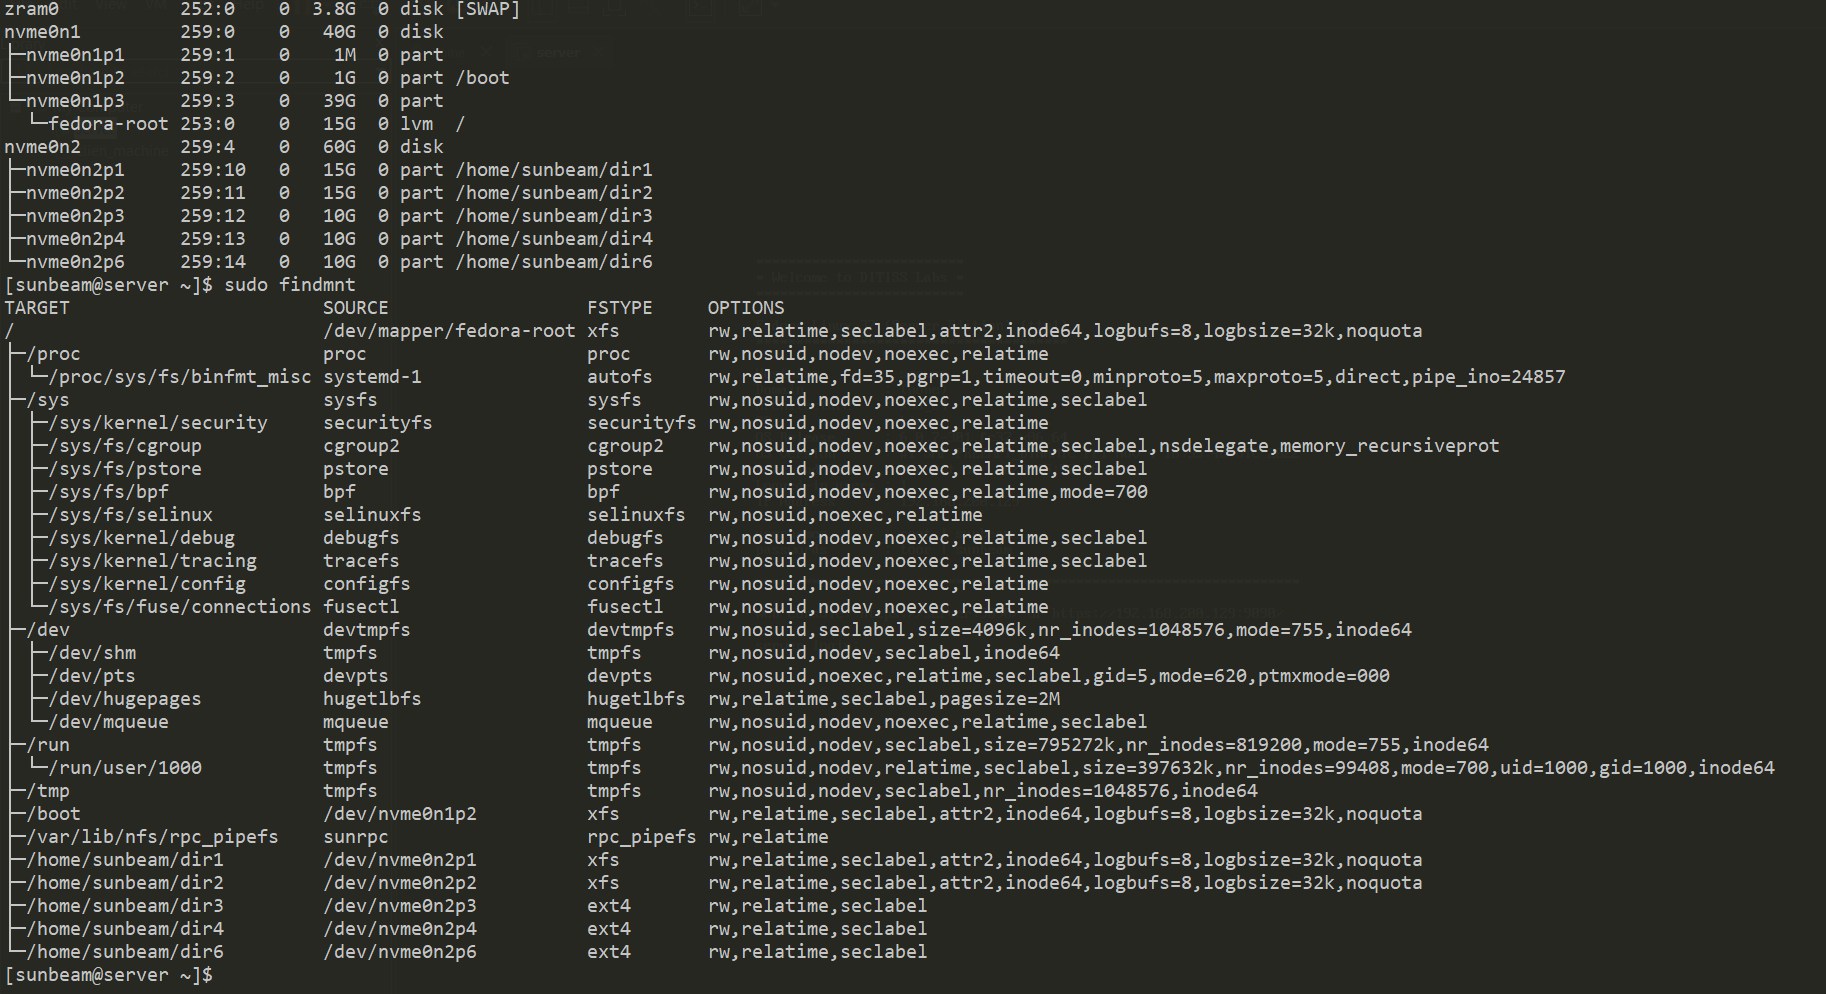 zram0           252:0    0  3.8G  0 disk [SWAP]
nvme0n1         259:0    0   40G  0 disk
├─nvme0n1p1     259:1    0    1M  0 part
├─nvme0n1p2     259:2    0    1G  0 part /boot
└─nvme0n1p3     259:3    0   39G  0 part
  └─fedora-root 253:0    0   15G  0 lvm  /
nvme0n2         259:4    0   60G  0 disk
├─nvme0n2p1     259:10   0   15G  0 part /home/sunbeam/dir1
├─nvme0n2p2     259:11   0   15G  0 part /home/sunbeam/dir2
├─nvme0n2p3     259:12   0   10G  0 part /home/sunbeam/dir3
├─nvme0n2p4     259:13   0   10G  0 part /home/sunbeam/dir4
└─nvme0n2p6     259:14   0   10G  0 part /home/sunbeam/dir6
[sunbeam@server ~]$ sudo findmnt
TARGET                       SOURCE                  FSTYPE     OPTIONS
/                            /dev/mapper/fedora-root xfs        rw,relatime,seclabel,attr2,inode64,logbufs=8,logbsize=32k,noquota
├─/proc                      proc                    proc       rw,nosuid,nodev,noexec,relatime
│ └─/proc/sys/fs/binfmt_misc systemd-1               autofs     rw,relatime,fd=35,pgrp=1,timeout=0,minproto=5,maxproto=5,direct,pipe_ino=24857
├─/sys                       sysfs                   sysfs      rw,nosuid,nodev,noexec,relatime,seclabel
│ ├─/sys/kernel/security     securityfs              securityfs rw,nosuid,nodev,noexec,relatime
│ ├─/sys/fs/cgroup           cgroup2                 cgroup2    rw,nosuid,nodev,noexec,relatime,seclabel,nsdelegate,memory_recursiveprot
│ ├─/sys/fs/pstore           pstore                  pstore     rw,nosuid,nodev,noexec,relatime,seclabel
│ ├─/sys/fs/bpf              bpf                     bpf        rw,nosuid,nodev,noexec,relatime,mode=700
│ ├─/sys/fs/selinux          selinuxfs               selinuxfs  rw,nosuid,noexec,relatime
│ ├─/sys/kernel/debug        debugfs                 debugfs    rw,nosuid,nodev,noexec,relatime,seclabel
│ ├─/sys/kernel/tracing      tracefs                 tracefs    rw,nosuid,nodev,noexec,relatime,seclabel
│ ├─/sys/kernel/config       configfs                configfs   rw,nosuid,nodev,noexec,relatime
│ └─/sys/fs/fuse/connections fusectl                 fusectl    rw,nosuid,nodev,noexec,relatime
├─/dev                       devtmpfs                devtmpfs   rw,nosuid,seclabel,size=4096k,nr_inodes=1048576,mode=755,inode64
│ ├─/dev/shm                 tmpfs                   tmpfs      rw,nosuid,nodev,seclabel,inode64
│ ├─/dev/pts                 devpts                  devpts     rw,nosuid,noexec,relatime,seclabel,gid=5,mode=620,ptmxmode=000
│ ├─/dev/hugepages           hugetlbfs               hugetlbfs  rw,relatime,seclabel,pagesize=2M
│ └─/dev/mqueue              mqueue                  mqueue     rw,nosuid,nodev,noexec,relatime,seclabel
├─/run                       tmpfs                   tmpfs      rw,nosuid,nodev,seclabel,size=795272k,nr_inodes=819200,mode=755,inode64
│ └─/run/user/1000           tmpfs                   tmpfs      rw,nosuid,nodev,relatime,seclabel,size=397632k,nr_inodes=99408,mode=700,uid=1000,gid=1000,inode64
├─/tmp                       tmpfs                   tmpfs      rw,nosuid,nodev,seclabel,nr_inodes=1048576,inode64
├─/boot                      /dev/nvme0n1p2          xfs        rw,relatime,seclabel,attr2,inode64,logbufs=8,logbsize=32k,noquota
├─/var/lib/nfs/rpc_pipefs    sunrpc                  rpc_pipefs rw,relatime
├─/home/sunbeam/dir1         /dev/nvme0n2p1          xfs        rw,relatime,seclabel,attr2,inode64,logbufs=8,logbsize=32k,noquota
├─/home/sunbeam/dir2         /dev/nvme0n2p2          xfs        rw,relatime,seclabel,attr2,inode64,logbufs=8,logbsize=32k,noquota
├─/home/sunbeam/dir3         /dev/nvme0n2p3          ext4       rw,relatime,seclabel
├─/home/sunbeam/dir4         /dev/nvme0n2p4          ext4       rw,relatime,seclabel
└─/home/sunbeam/dir6         /dev/nvme0n2p6          ext4       rw,relatime,seclabel
[sunbeam@server ~]$